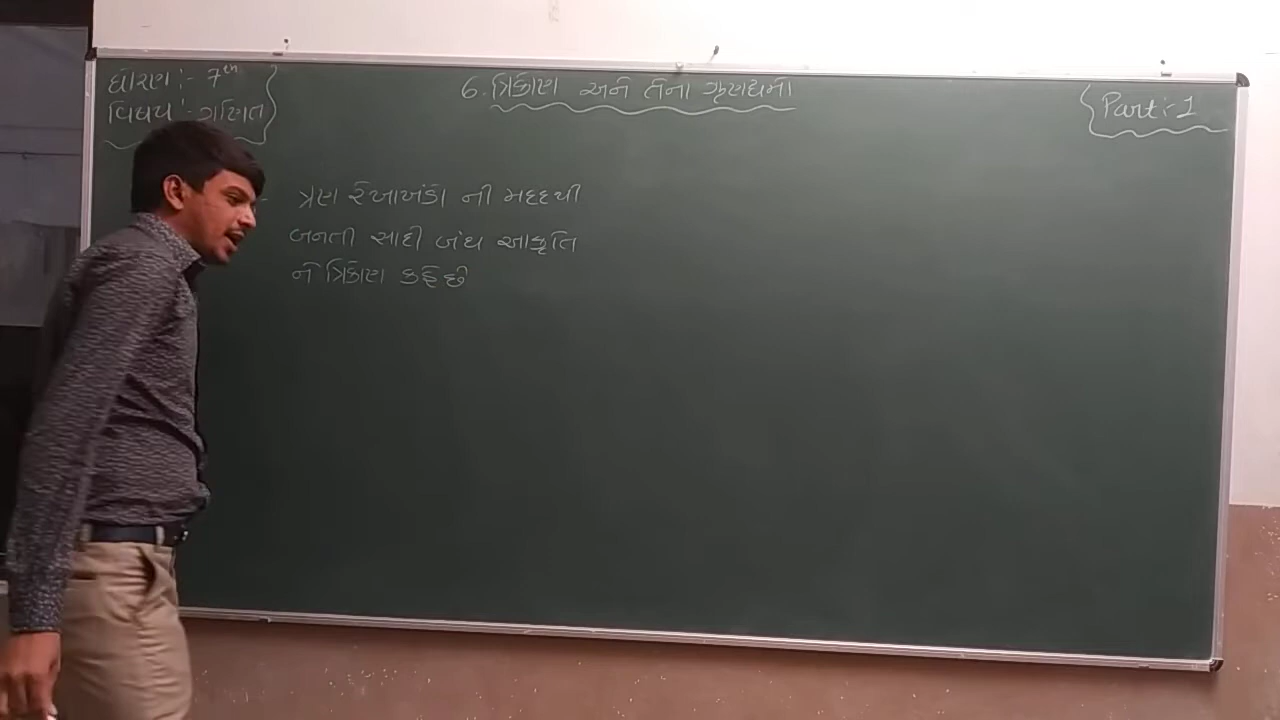 ધોરણ :- 7th
વિષય :- ગણિત
6. ત્રિકોણ અને તેના ગુણધર્મો
Part:-1
ત્રણ રેખાખંડો ની મદદથી
બનતી સાદી બંધ આકૃતિ
ને ત્રિકોણ કહે છે